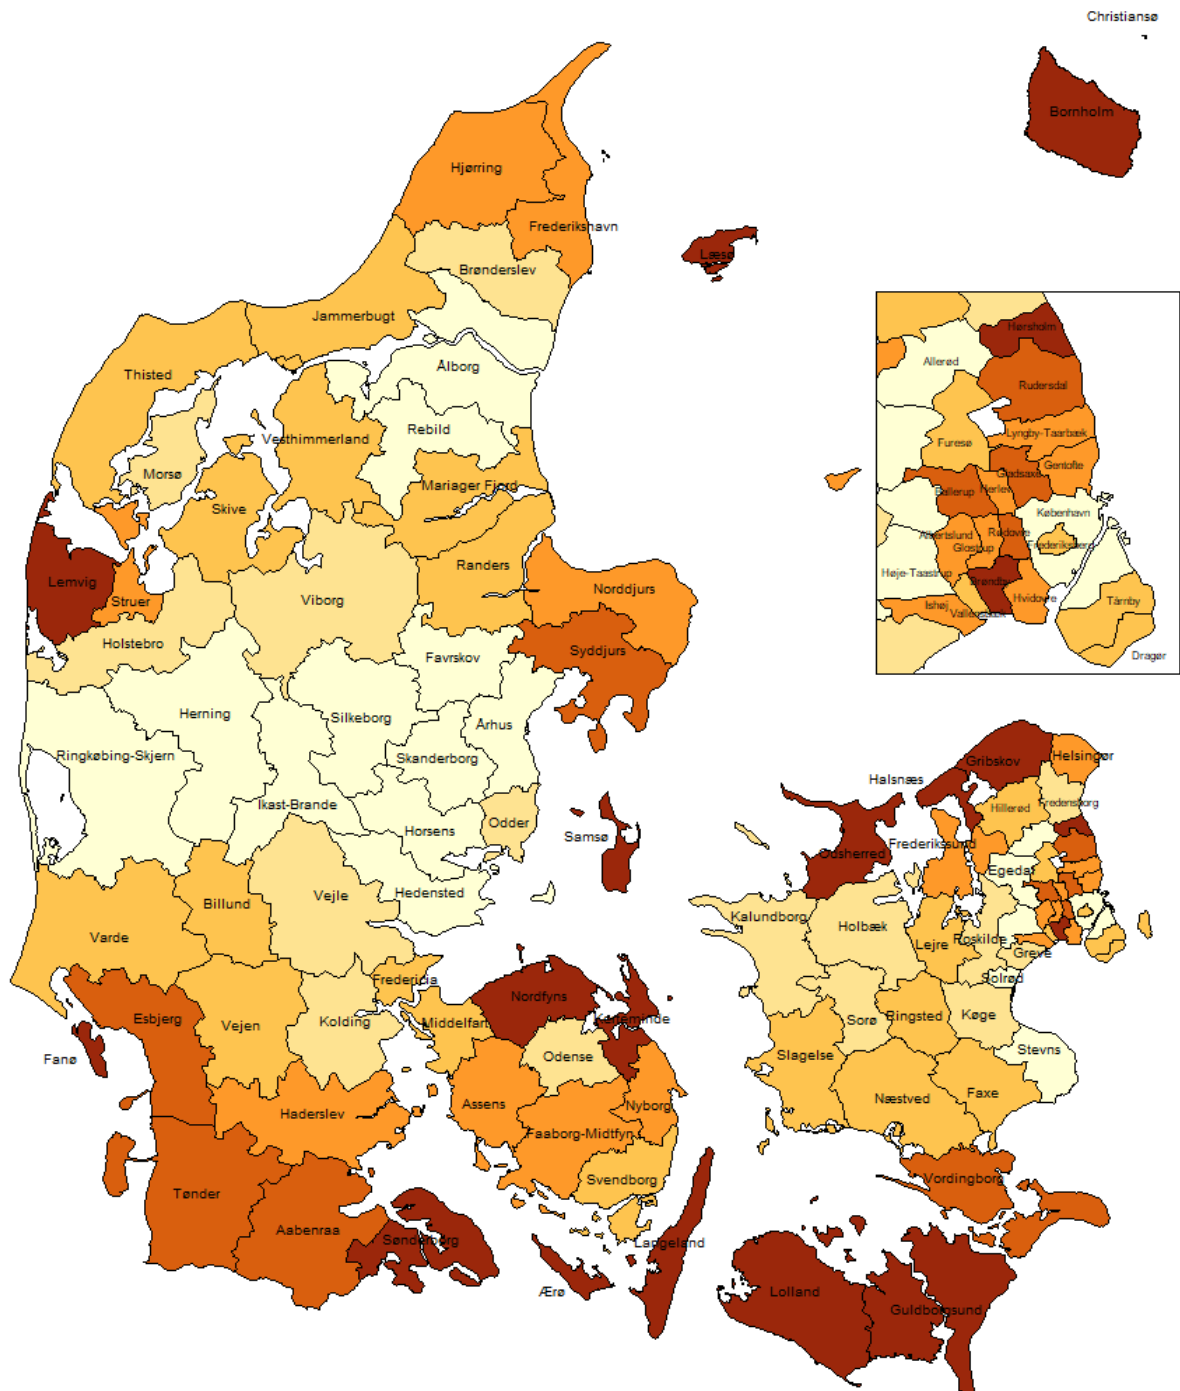 Christiansø
Bornholm
Hjørring
Frederikshavn
Læsø
Brønderslev
Jammerbugt
Ålborg
Thisted
Rebild
Vesthimmerland
Morsø
Mariager Fjord
Skive
Randers
Lemvig
Struer
Viborg
Norddjurs
Holstebro
Syddjurs
Favrskov
Herning
Silkeborg
Århus
Ringkøbing-Skjern
Skanderborg
Ikast-Brande
Horsens
Odder
Samsø
Hedensted
Vejle
Billund
Varde
Fredericia
Esbjerg
Vejen
Kolding
Fanø
Haderslev
Tønder
Aabenraa
Sønderborg
Nordfyns
Middelfart
Kerteminde
Odense
Assens
Nyborg
Faaborg-Midtfyn
Svendborg
Langeland
Ærø
Hørsholm
Allerød
Rudersdal
Furesø
Lyngby-Taarbæk
Gentofte
Gladsaxe
Ballerup
Herlev
København
Albertslund
Rødovre
Glostrup
Frederiksberg
Høje-Taastrup
Brøndby
Ishøj
Vallensbæk
Hvidovre
Tårnby
Dragør
Gribskov
Helsingør
Halsnæs
Hillerød
Fredensborg
Frederikssund
Odsherred
Egedal
Kalundborg
Holbæk
Lejre
Roskilde
Greve
Solrød
Sorø
Ringsted
Køge
Slagelse
Stevns
Næstved
Faxe
Vordingborg
Lolland
Guldborgsund